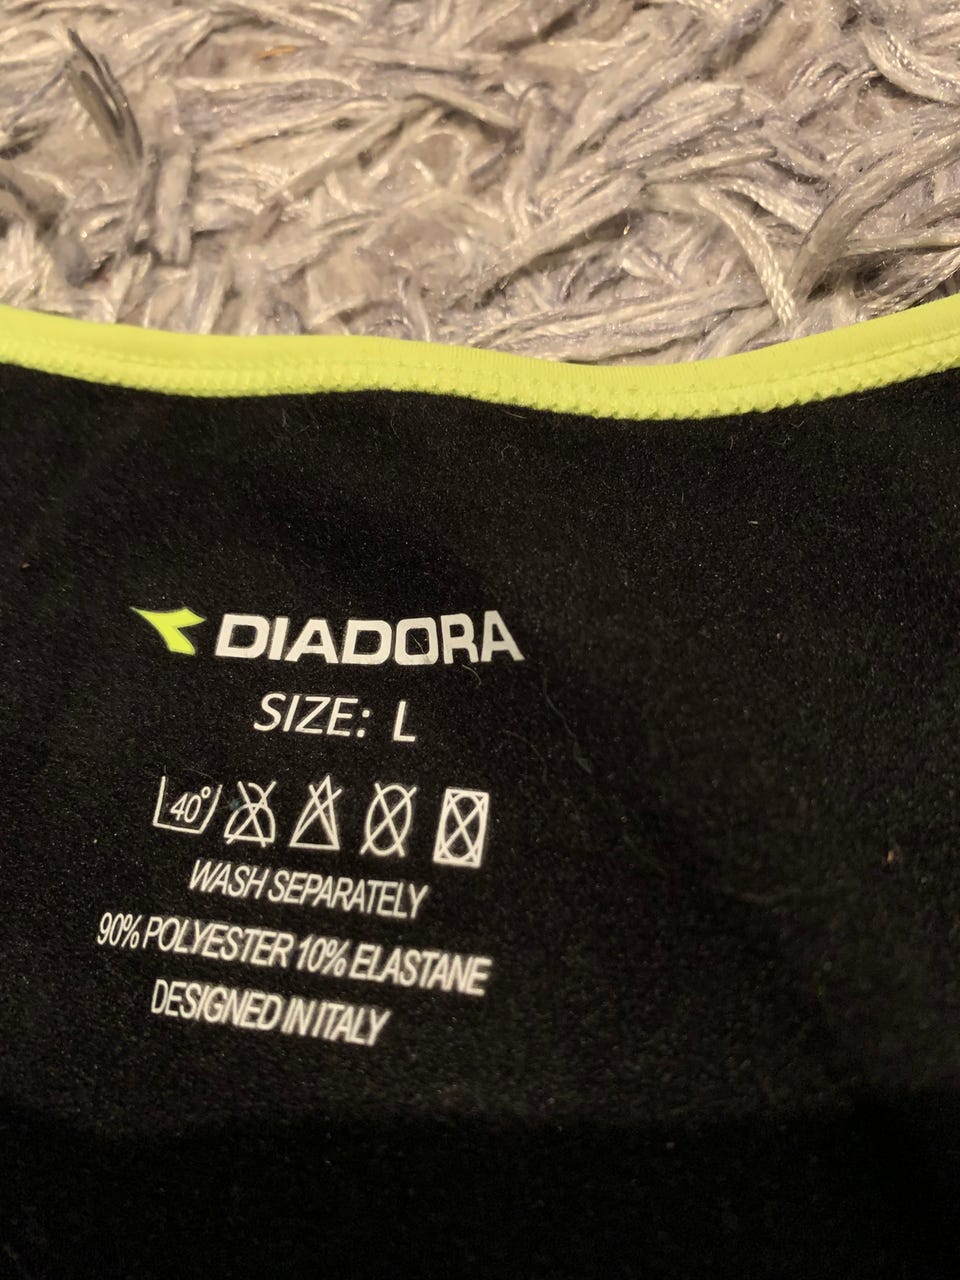 DIADORA
SIZE: L
40°
WASH SEPARATELY
90% POLYESTER 10% ELASTANE
DESIGNED IN ITALY